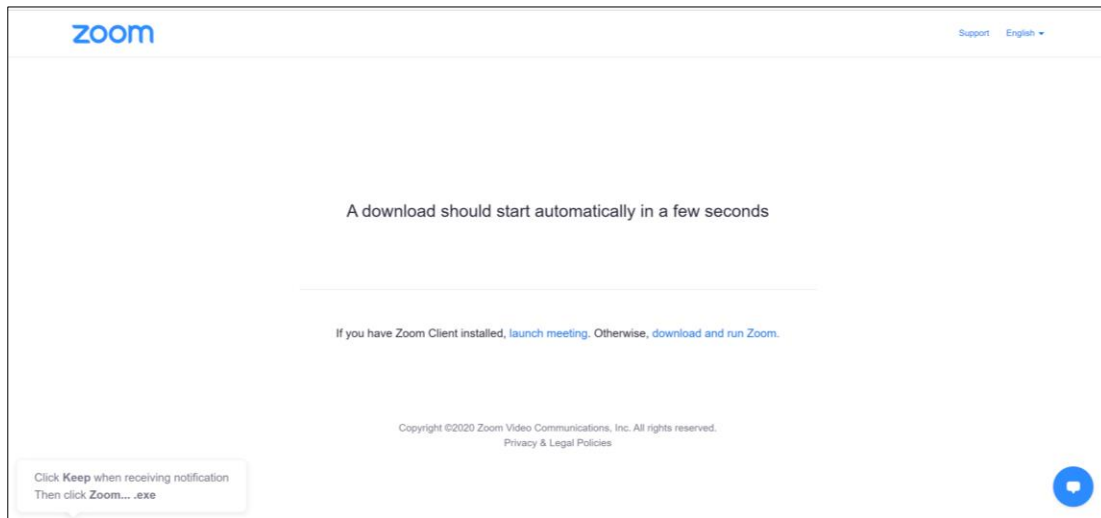 zoom
Support English
A download should start automatically in a few seconds
If you have Zoom Client installed, launch meeting. Otherwise, download and run Zoom.
Copyright ©2020 Zoom Video Communications, Inc. All rights reserved.
Privacy & Legal Policies
Click Keep when receiving notification
Then click Zoom... .exe